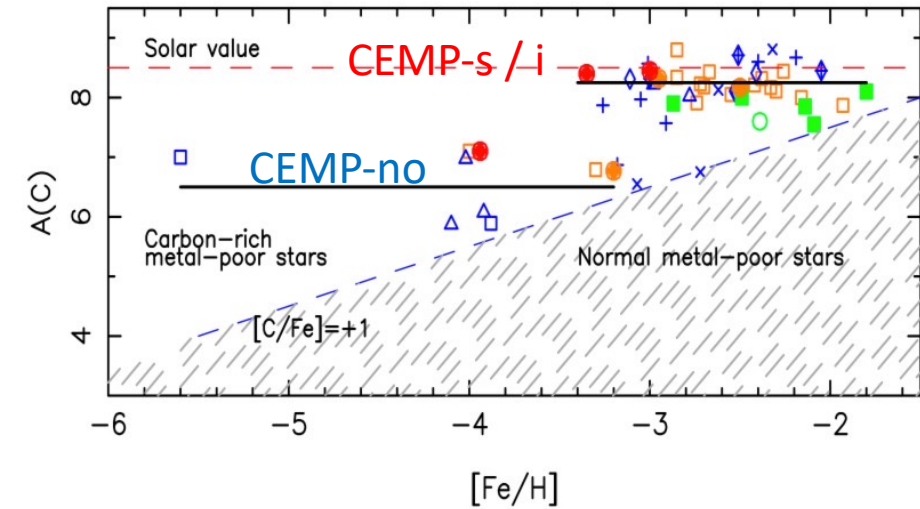 Solar value
CEMP-s / i
8
CEMP-no
6
A(C)
Carbon-rich
metal-poor stars
Normal metal-poor stars
4
[C/Fe]=+1
−6 −5 −4 −3 −2
[Fe/H]